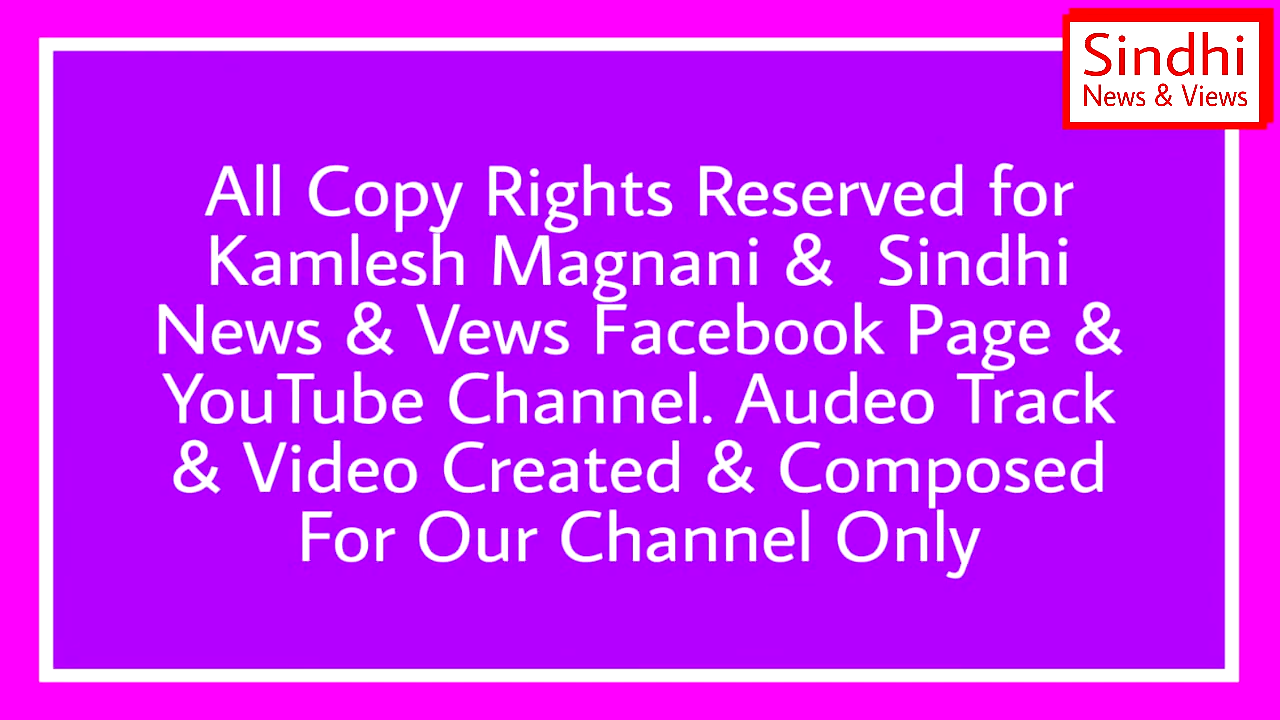 Sindhi
News & Views
All Copy Rights Reserved for
Kamlesh Magnani & Sindhi
News & Vews Facebook Page &
YouTube Channel. Audeo Track
& Video Created & Composed
For Our Channel Only